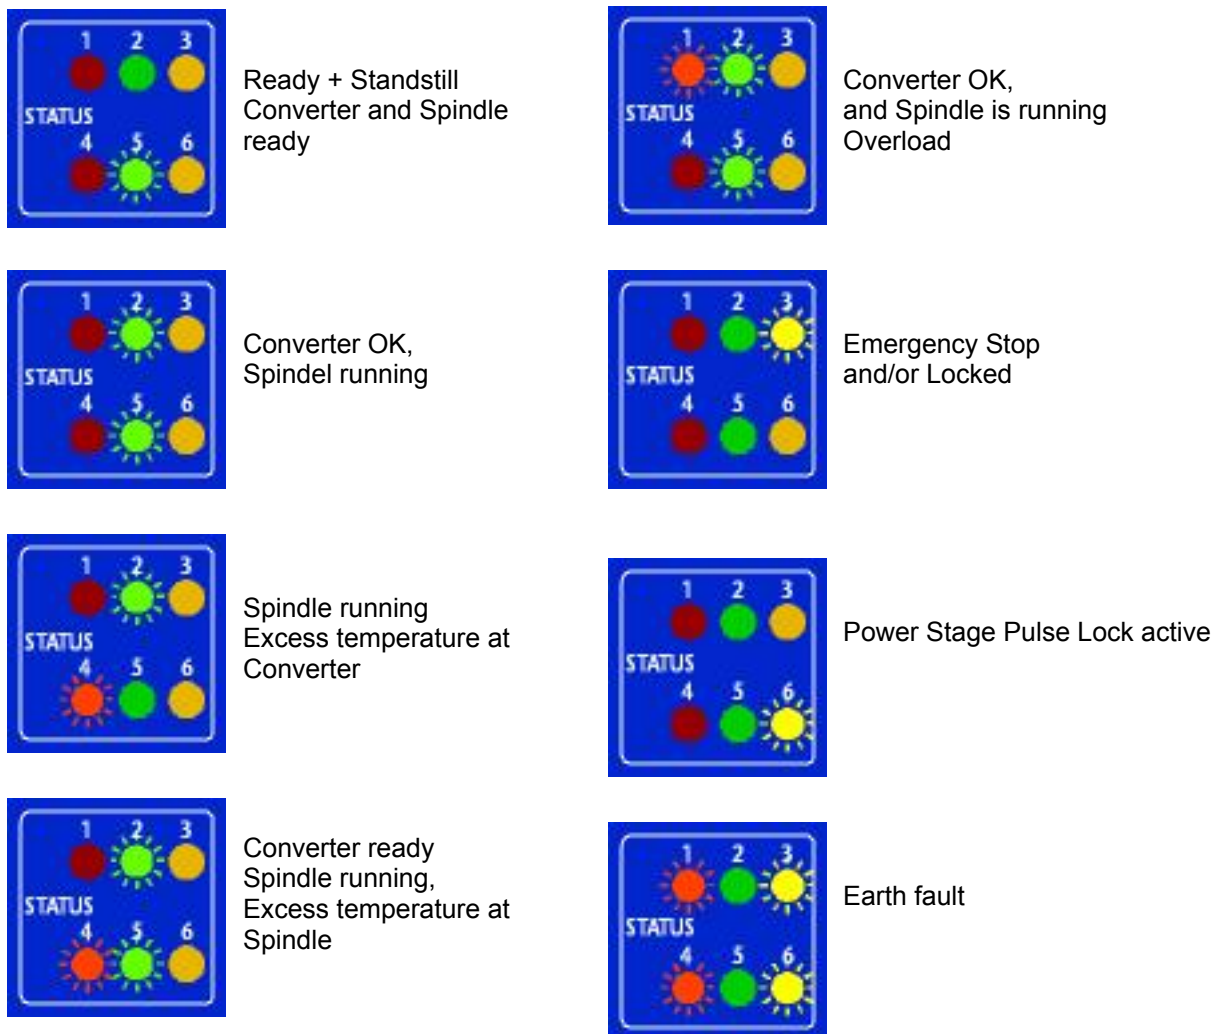 1 2 3
STATUS
4 5 6
Ready + Standstill
Converter and Spindle
ready
1 2 3
STATUS
4 5 6
Converter OK,
and Spindle is running
Overload
1 2 3
STATUS
4 5 6
Converter OK,
Spindel running
1 2 3
STATUS
4 5 6
Emergency Stop
and/or Locked
1 2 3
STATUS
4 5 6
Spindle running
Excess temperature at
Converter
1 2 3
STATUS
4 5 6
Power Stage Pulse Lock active
1 2 3
STATUS
4 5 6
Converter ready
Spindle running,
Excess temperature at
Spindle
1 2 3
STATUS
4 5 6
Earth fault